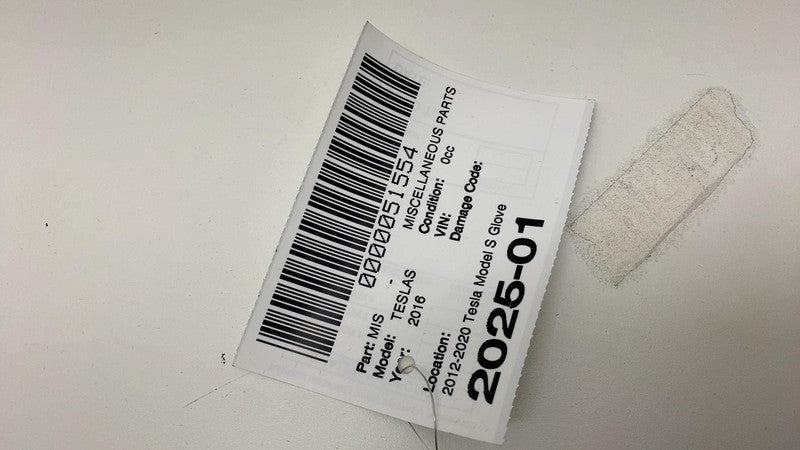 0000051554
Part: MIS - MISCELLANEOUS PARTS
Model: TESLAS Condition: 0cc
Year: 2016 VIN:
Damage Code:
Location:
2012-2020 Tesla Model S Glove
2025-01